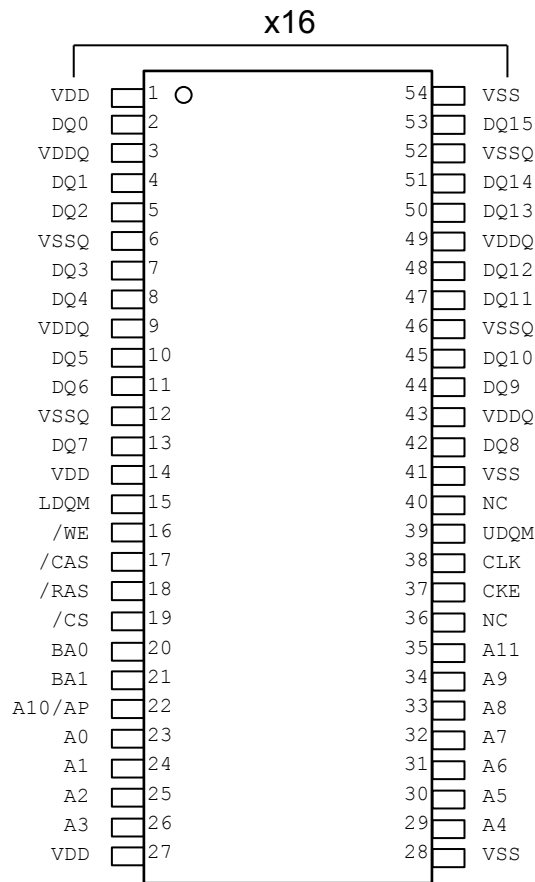 x16
VDD 1 54 VSS
DQ0 2 53 DQ15
VDDQ 3 52 VSSQ
DQ1 4 51 DQ14
DQ2 5 50 DQ13
VSSQ 6 49 VDDQ
DQ3 7 48 DQ12
DQ4 8 47 DQ11
VDDQ 9 46 VSSQ
DQ5 10 45 DQ10
DQ6 11 44 DQ9
VSSQ 12 43 VDDQ
DQ7 13 42 DQ8
VDD 14 41 VSS
LDQM 15 40 NC
/WE 16 39 UDQM
/CAS 17 38 CLK
/RAS 18 37 CKE
/CS 19 36 NC
BA0 20 35 A11
BA1 21 34 A9
A10/AP 22 33 A8
A0 23 32 A7
A1 24 31 A6
A2 25 30 A5
A3 26 29 A4
VDD 27 28 VSS